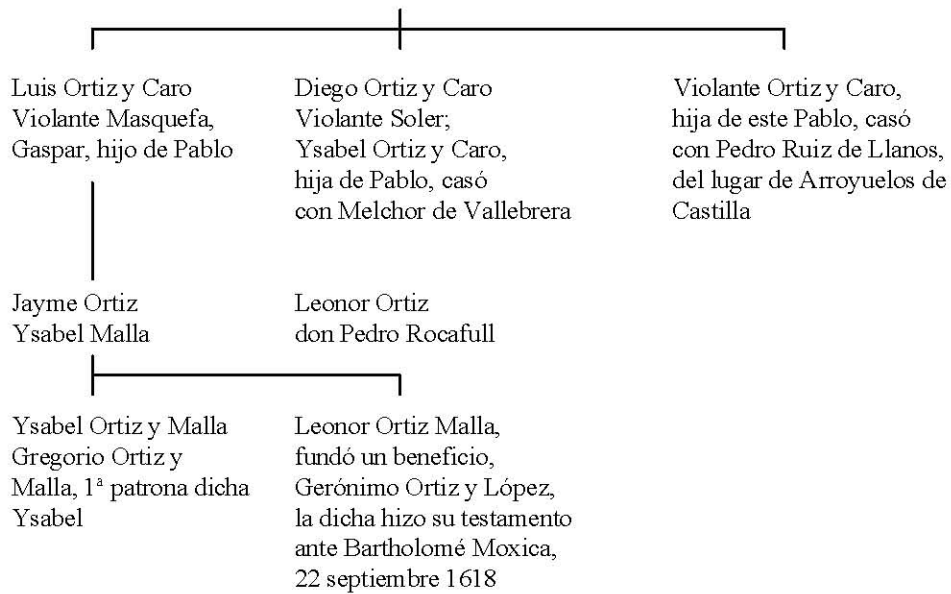 Luis Ortiz y Caro
Violante Masquefa,
Gaspar, hijo de Pablo
Diego Ortiz y Caro
Violante Soler;
Ysabel Ortiz y Caro,
hija de Pablo, casó
con Melchor de Vallebrera
Violante Ortiz y Caro,
hija de este Pablo, casó
con Pedro Ruiz de Llanos,
del lugar de Arroyuelos de
Castilla
Jayme Ortiz
Ysabel Malla
Leonor Ortiz
don Pedro Rocafull
Ysabel Ortiz y Malla
Gregorio Ortiz y
Malla, 1ª patrona dicha
Ysabel
Leonor Ortiz Malla,
fundó un beneficio,
Gerónimo Ortiz y López,
la dicha hizo su testamento
ante Bartholomé Moxica,
22 septiembre 1618